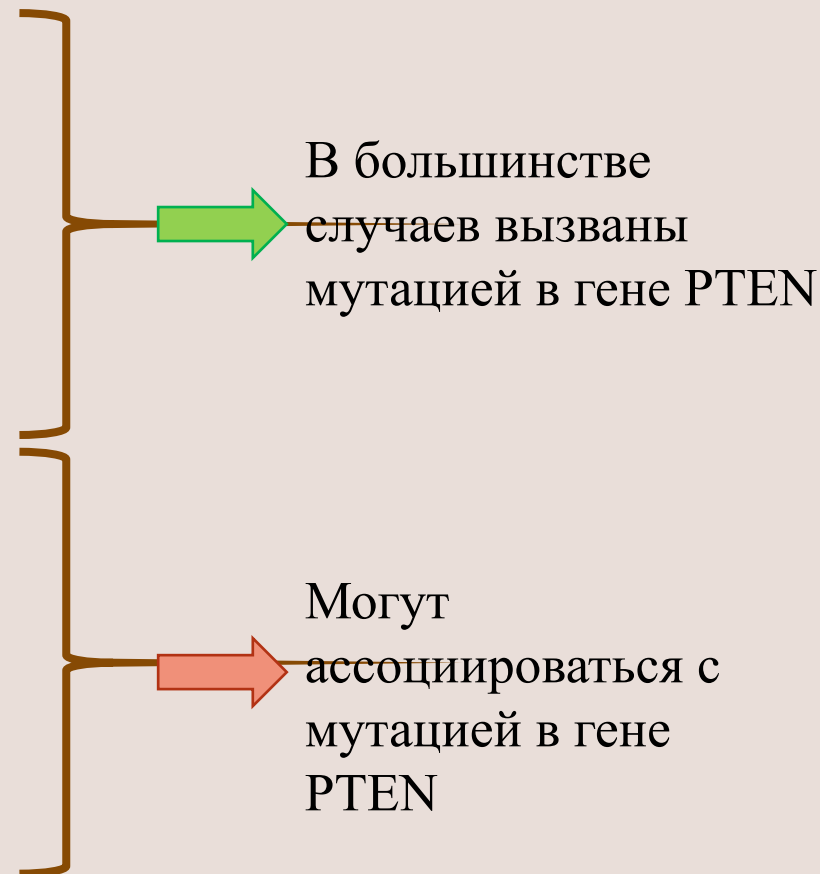 В большинстве
случаев вызваны
мутацией в гене PTEN
Могут
ассоциироваться с
мутацией в гене
PTEN